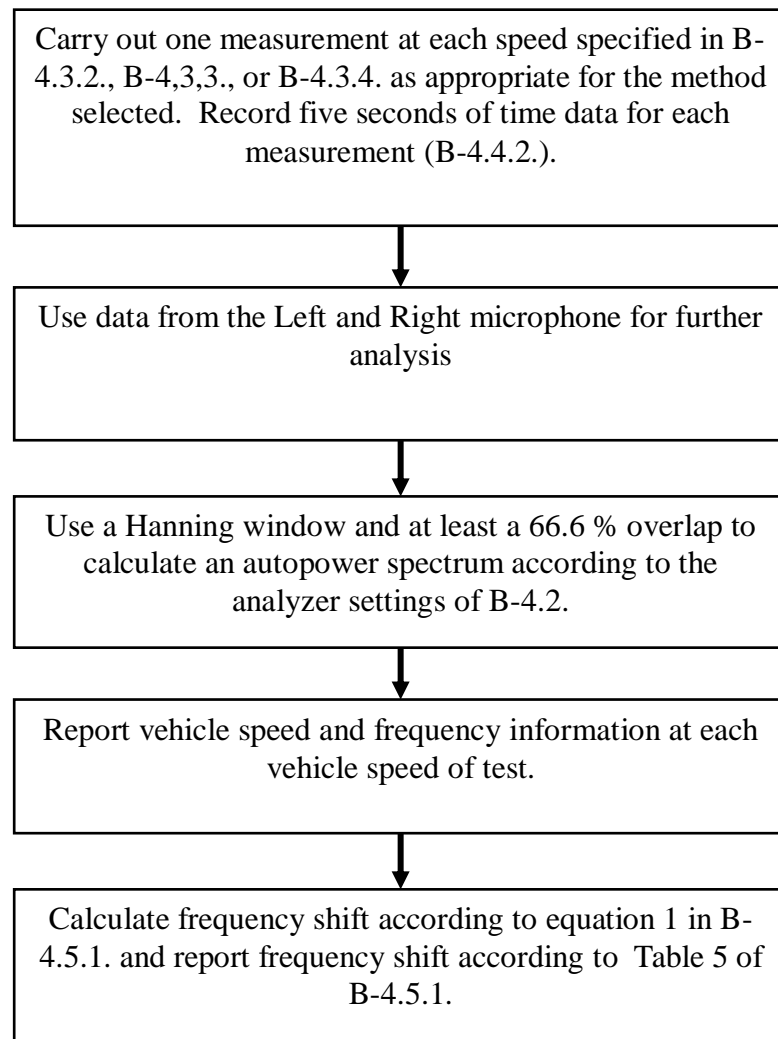 Carry out one measurement at each speed specified in B-
4.3.2., B-4,3,3., or B-4.3.4. as appropriate for the method
selected.  Record five seconds of time data for each
measurement (B-4.4.2.).
Use data from the Left and Right microphone for further
analysis
Use a Hanning window and at least a 66.6 % overlap to
calculate an autopower spectrum according to the
analyzer settings of B-4.2.
Report vehicle speed and frequency information at each
vehicle speed of test.
Calculate frequency shift according to equation 1 in B-
4.5.1. and report frequency shift according to  Table 5 of
B-4.5.1.